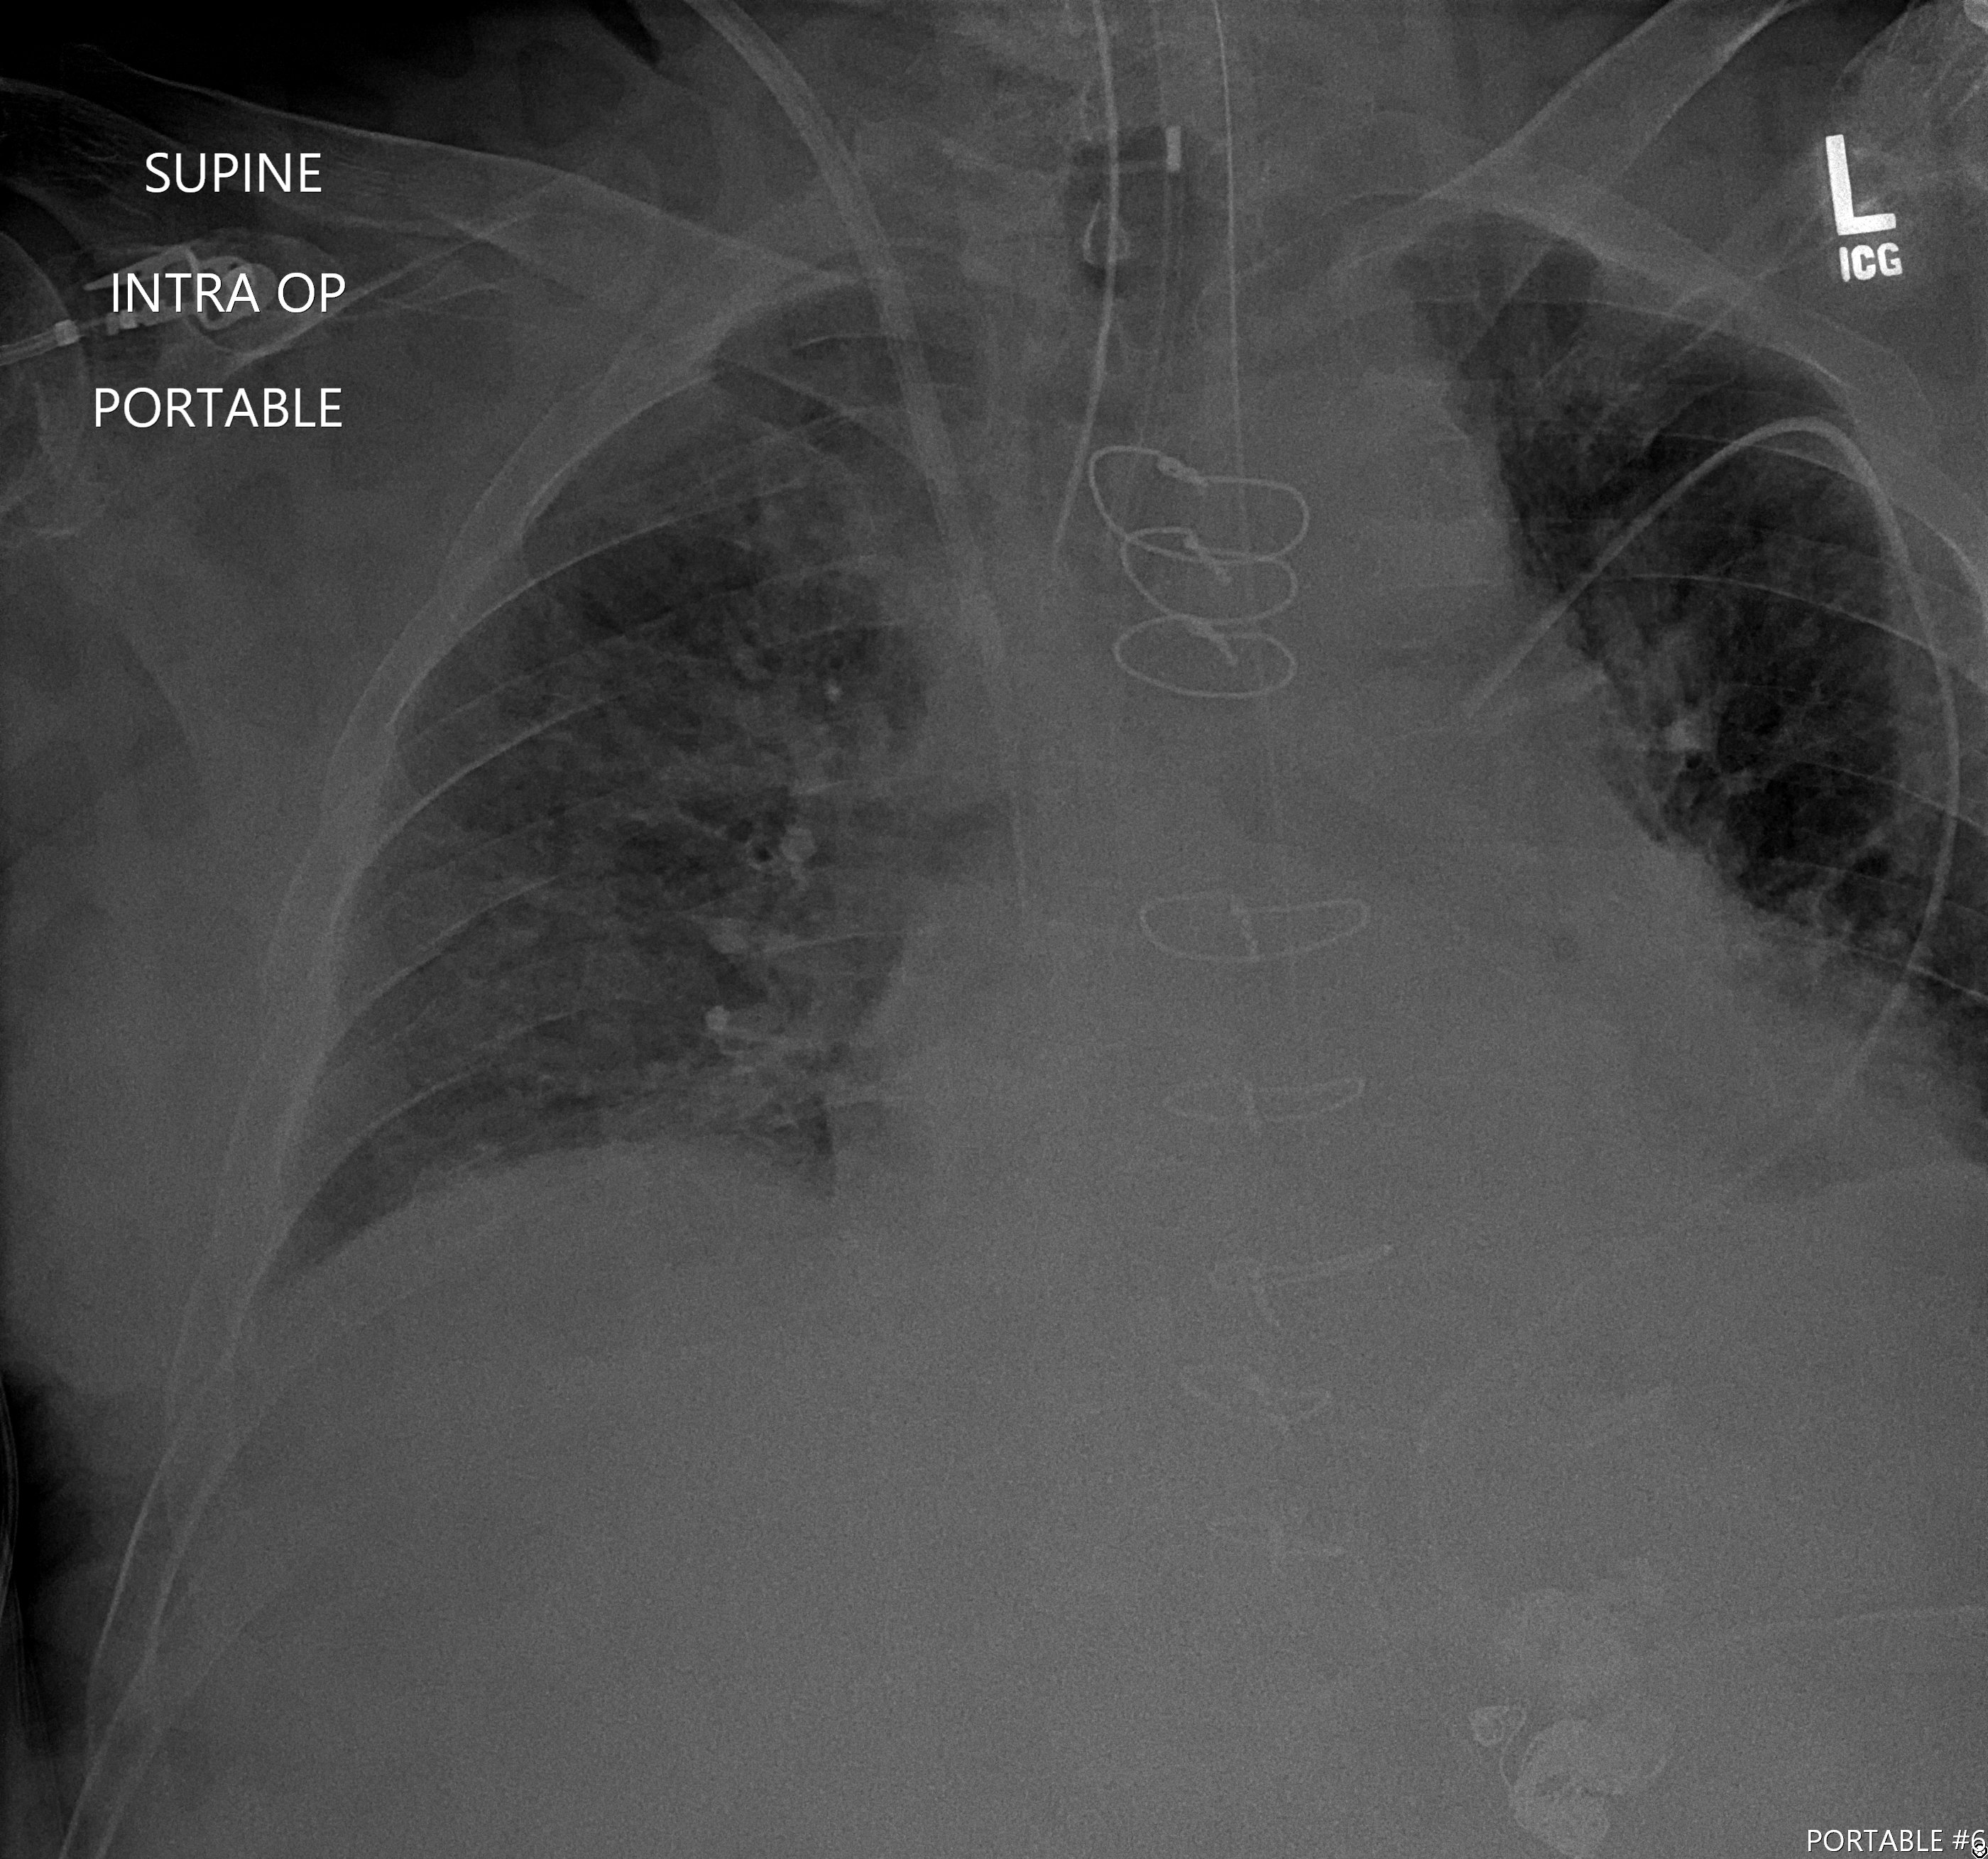 SUPINE
INTRA OP
PORTABLE
L
ICG
PORTABLE #6